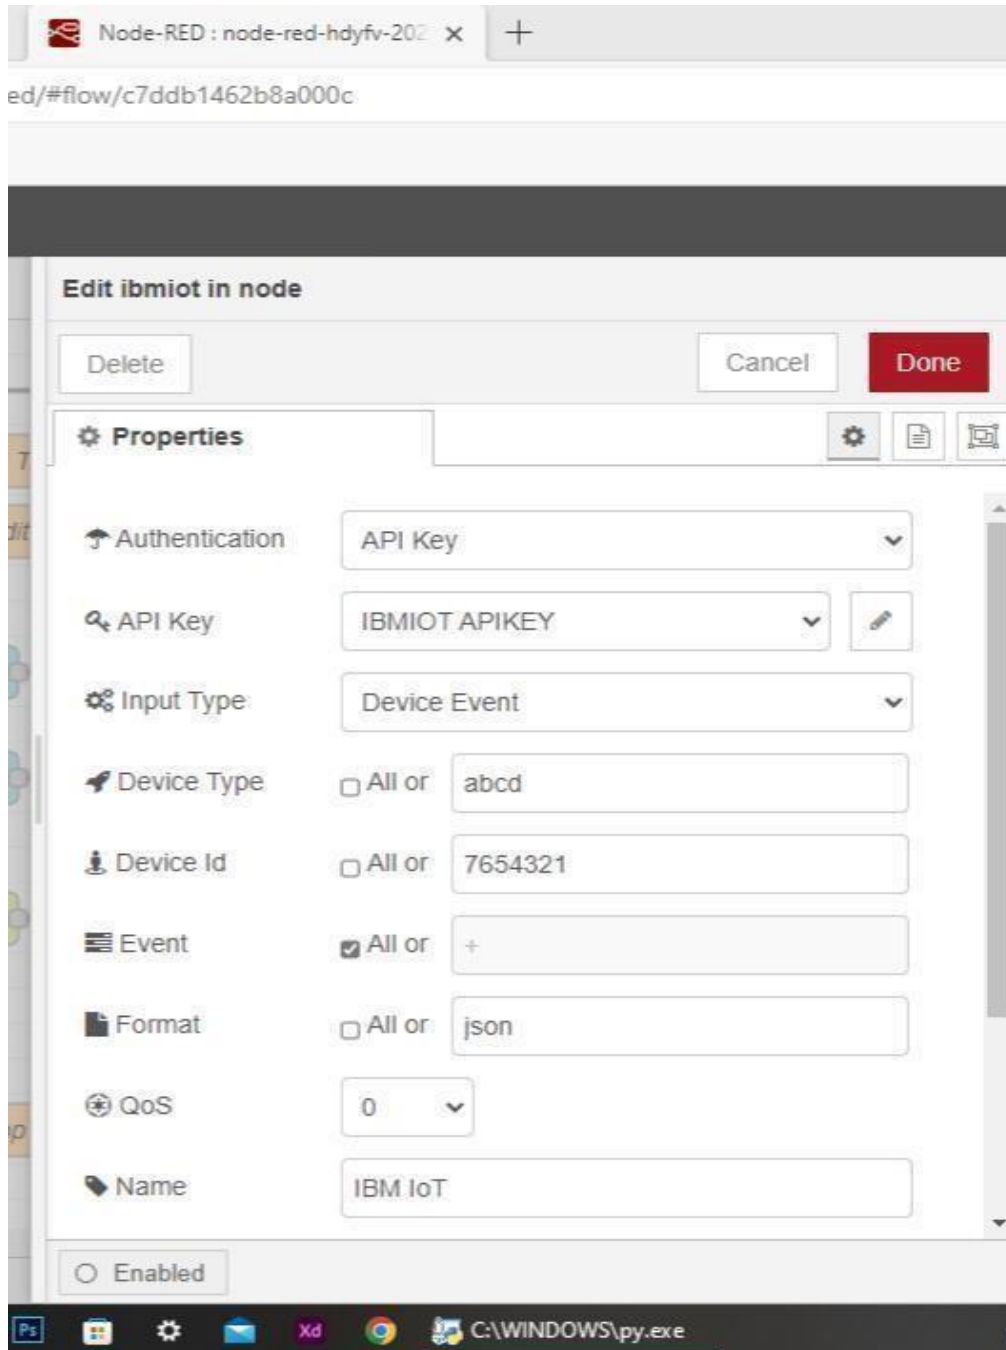 Node-RED : node-red-hdyfv-202
ed/#flow/c7ddb1462b8a000c
Edit ibmiot in node
Delete Cancel Done
Properties
Authentication API Key
API Key IBMIOT APIKEY
Input Type Device Event
Device Type All or abcd
Device Id All or 7654321
Event All or +
Format All or json
QoS 0
Name IBM IoT
Enabled
Ps Xd C:\WINDOWS\py.exe